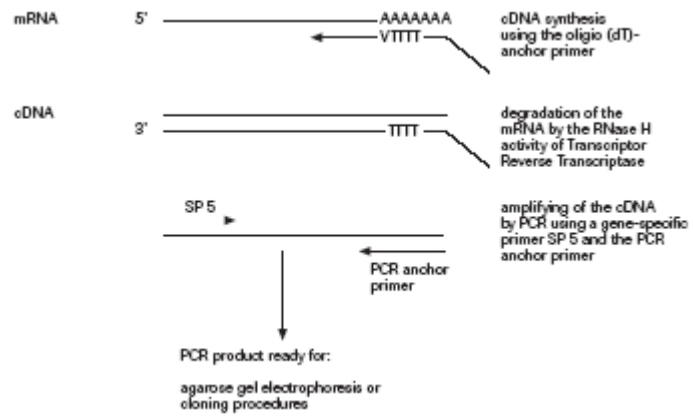 mRNA 5' AAAAAAA
VTTTT
cDNA synthesis
using the oligio (dT)-
anchor primer
cDNA
3' TTTT
degradation of the
mRNA by the RNase H
activity of Transcriptor
Reverse Transcriptase
SP 5
amplifying of the cDNA
by PCR using a gene-specific
primer SP 5 and the PCR
anchor primer
PCR anchor
primer
PCR product ready for:
agarose gel electrophoresis or
cloning procedures